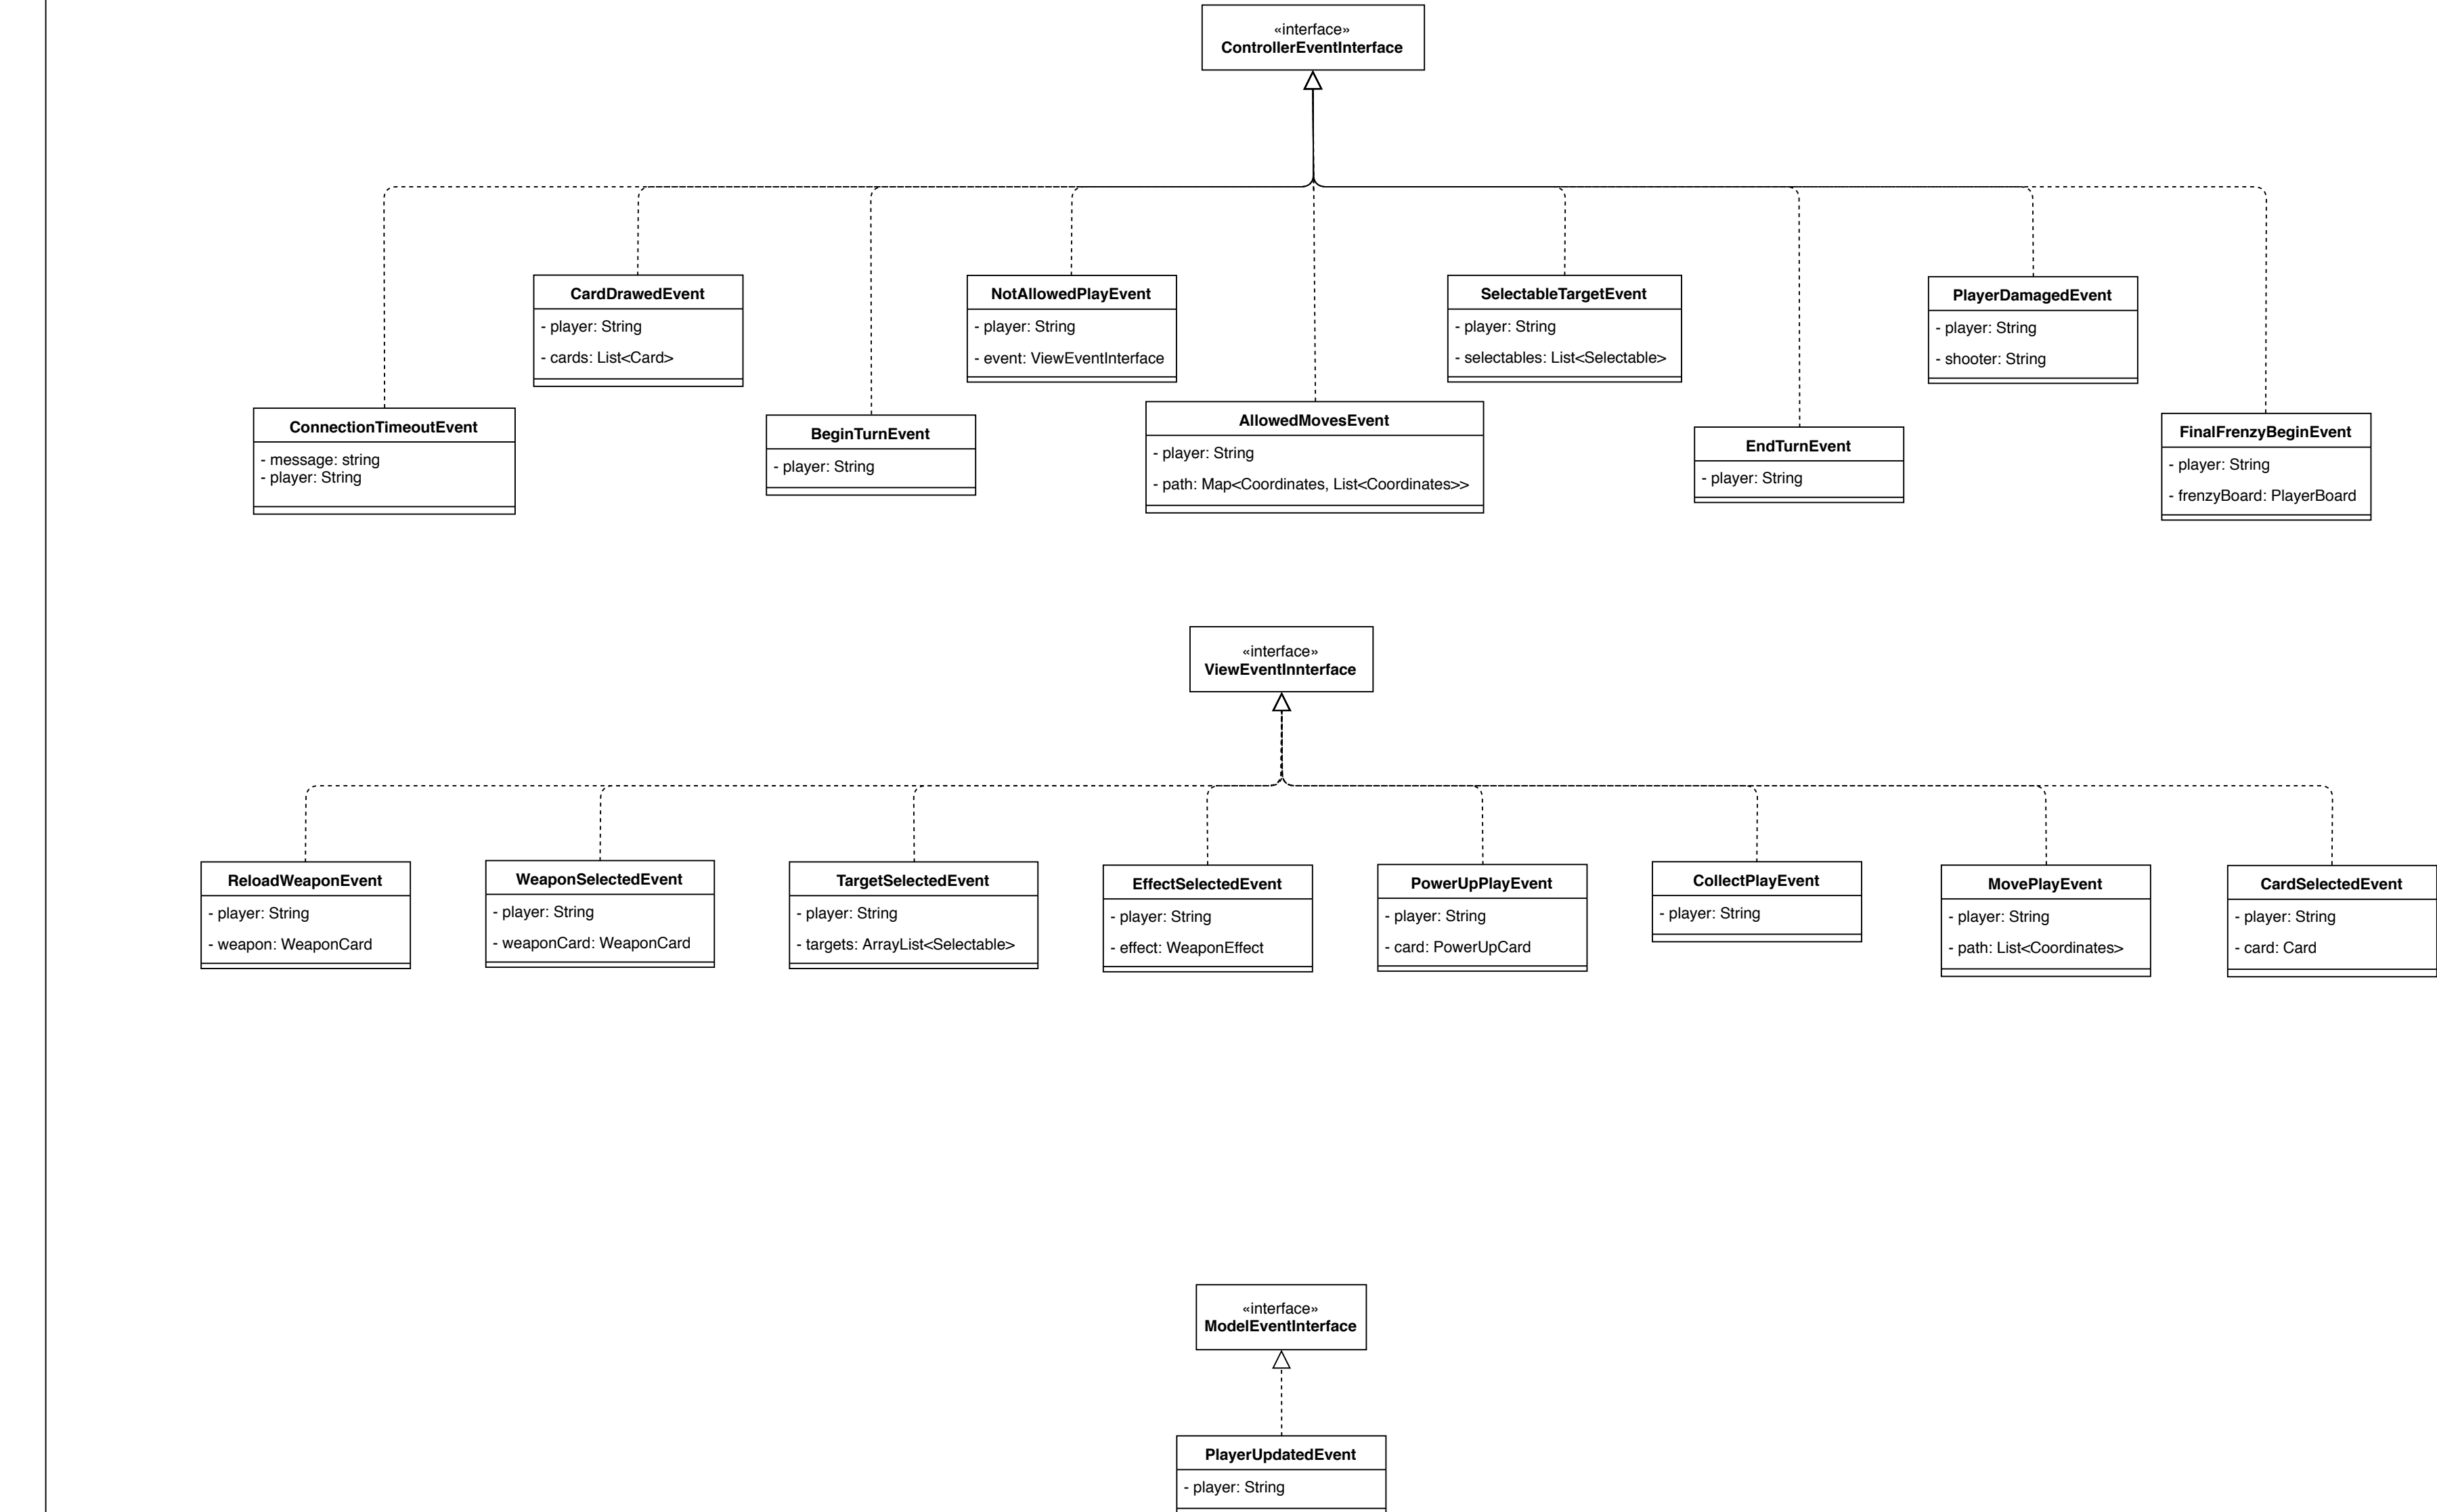 «interface»
ControllerEventInterface
CardDrawedEvent
- player: String
- cards: List<Card>
NotAllowedPlayEvent
- player: String
- event: ViewEventInterface
SelectableTargetEvent
- player: String
- selectables: List<Selectable>
PlayerDamagedEvent
- player: String
- shooter: String
ConnectionTimeoutEvent
- message: string
- player: String
BeginTurnEvent
- player: String
AllowedMovesEvent
- player: String
- path: Map<Coordinates, List<Coordinates>>
EndTurnEvent
- player: String
FinalFrenzyBeginEvent
- player: String
- frenzyBoard: PlayerBoard
«interface»
ViewEventInnterface
ReloadWeaponEvent
- player: String
- weapon: WeaponCard
WeaponSelectedEvent
- player: String
- weaponCard: WeaponCard
TargetSelectedEvent
- player: String
- targets: ArrayList<Selectable>
EffectSelectedEvent
- player: String
- effect: WeaponEffect
PowerUpPlayEvent
- player: String
- card: PowerUpCard
CollectPlayEvent
- player: String
MovePlayEvent
- player: String
- path: List<Coordinates>
CardSelectedEvent
- player: String
- card: Card
«interface»
ModelEventInterface
PlayerUpdatedEvent
- player: String